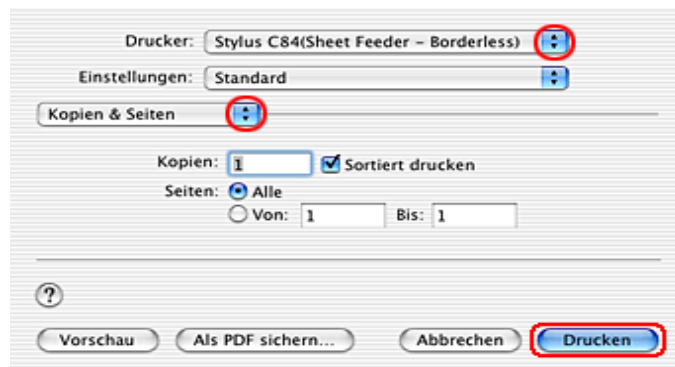 Drucker: Stylus C84(Sheet Feeder – Borderless)
Einstellungen: Standard
Kopien & Seiten
Kopien: 1 Sortiert drucken
Seiten: Alle
Von: 1 Bis: 1
?
Vorschau Als PDF sichern... Abbrechen Drucken